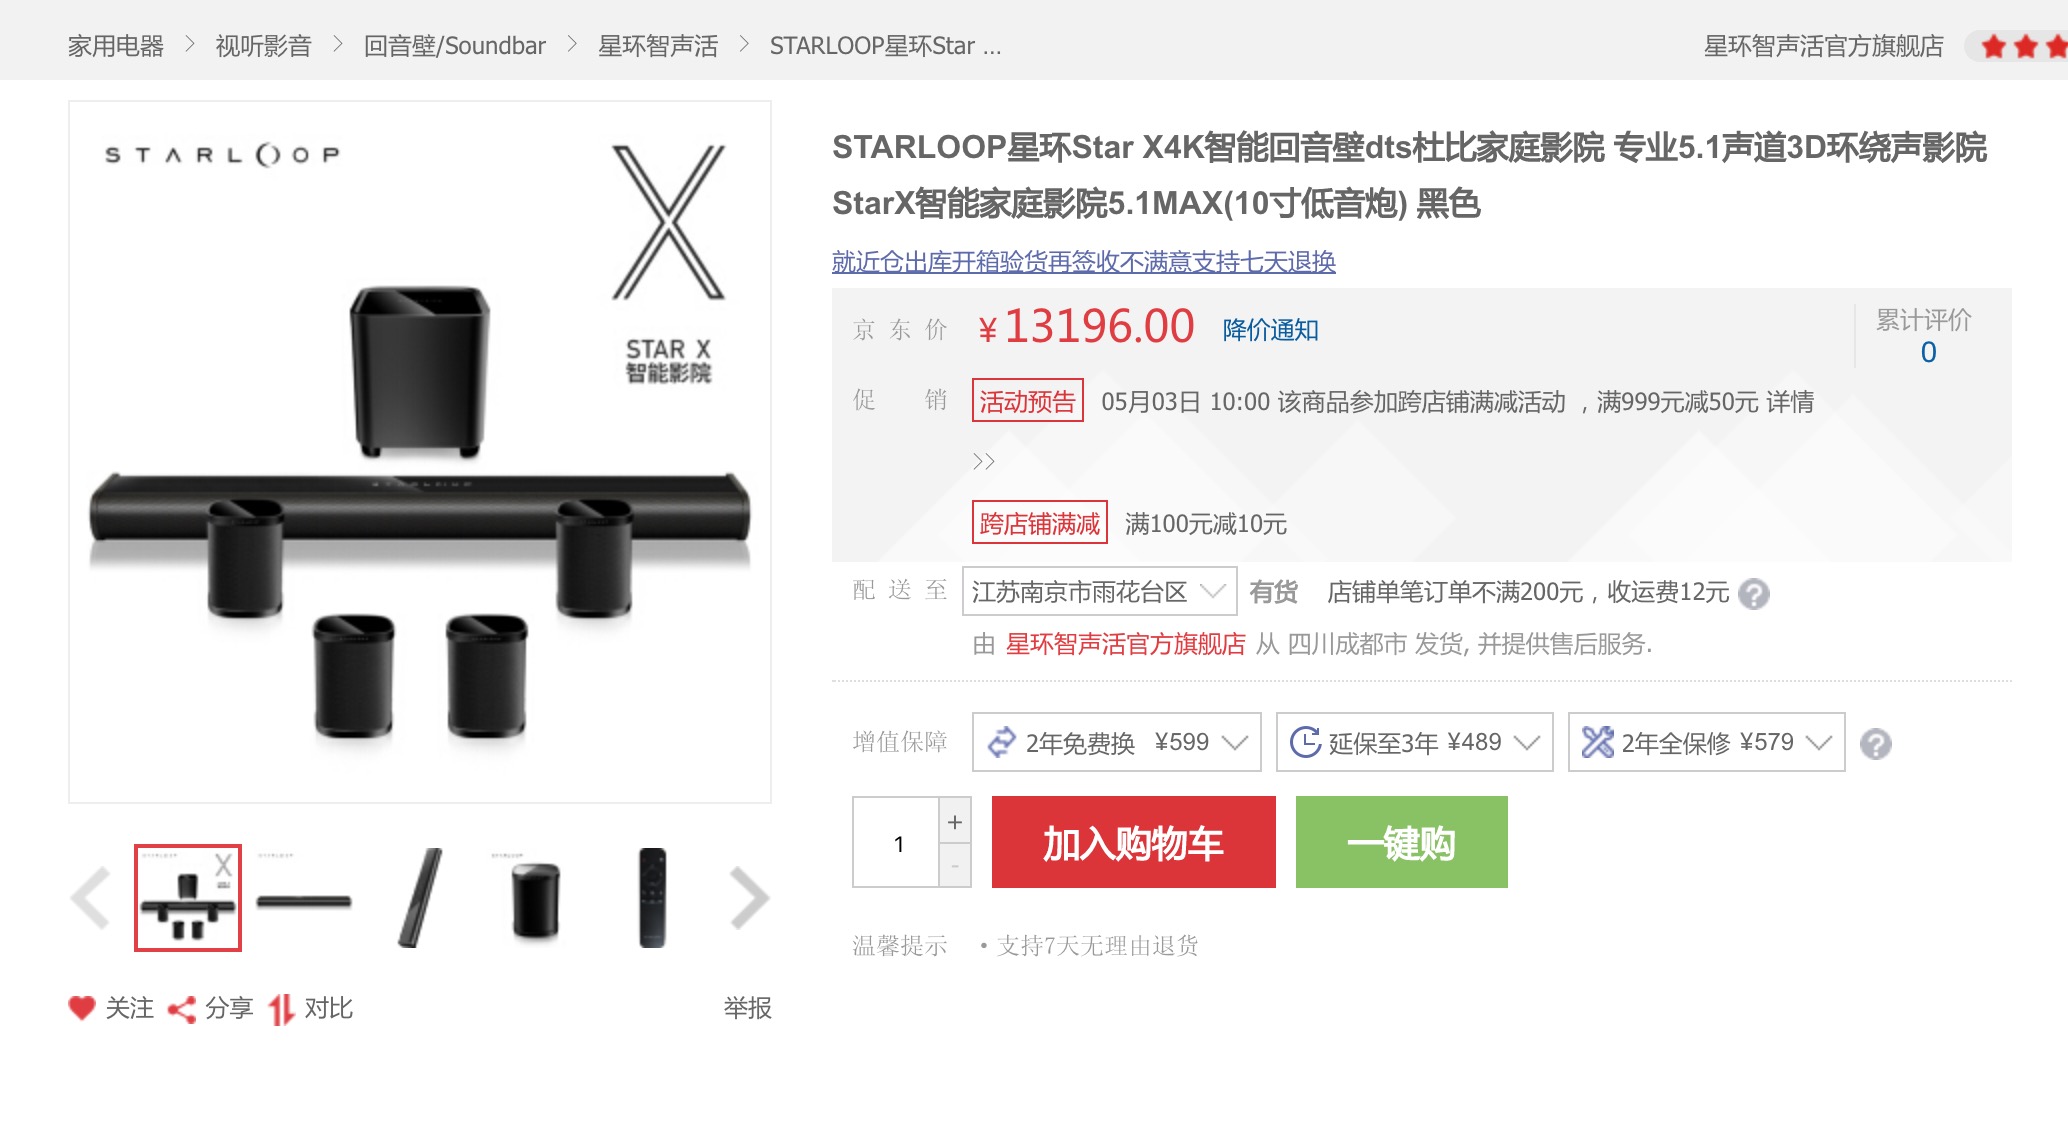 家用电器 > 视听影音 > 回音壁/Soundbar > 星环智声活 > STARLOOP星环Star ...
星环智声活官方旗舰店
STARLOOP
STAR X
智能影院
STARLOOP星环Star X4K智能回音壁dts杜比家庭影院 专业5.1声道3D环绕声影院
StarX智能家庭影院5.1MAX(10寸低音炮) 黑色
就近仓出库开箱验货再签收不满意支持七天退换
京东价 ¥13196.00 降价通知
累计评价
0
促销 活动预告 05月03日 10:00 该商品参加跨店铺满减活动 ，满999元减50元 详情
>>
跨店铺满减 满100元减10元
配送至 江苏南京市雨花台区 有货 店铺单笔订单不满200元，收运费12元 ?
由 星环智声活官方旗舰店 从 四川成都市 发货, 并提供售后服务.
增值保障 2年免费换 ¥599 延保至3年 ¥489 2年全保修 ¥579 ?
1 + -
加入购物车 一键购
温馨提示 •支持7天无理由退货
关注 分享 对比 举报